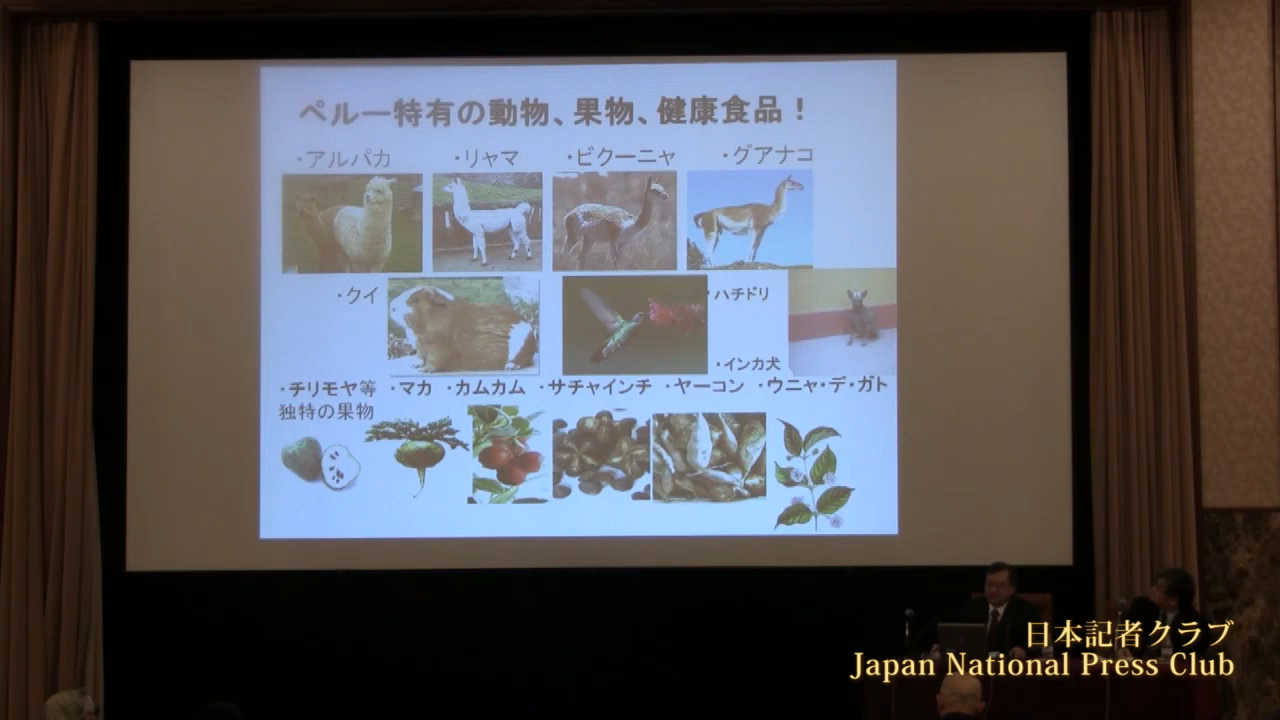 ペルー特有の動物、果物、健康食品！
・アルパカ ・リャマ ・ビクーニャ ・グアナコ
・クイ ・ハチドリ
・インカ犬
・チリモヤ等 ・マカ ・カムカム ・サチャインチ ・ヤーコン ・ウニャ・デ・ガト
独特の果物
日本記者クラブ
Japan National Press Club